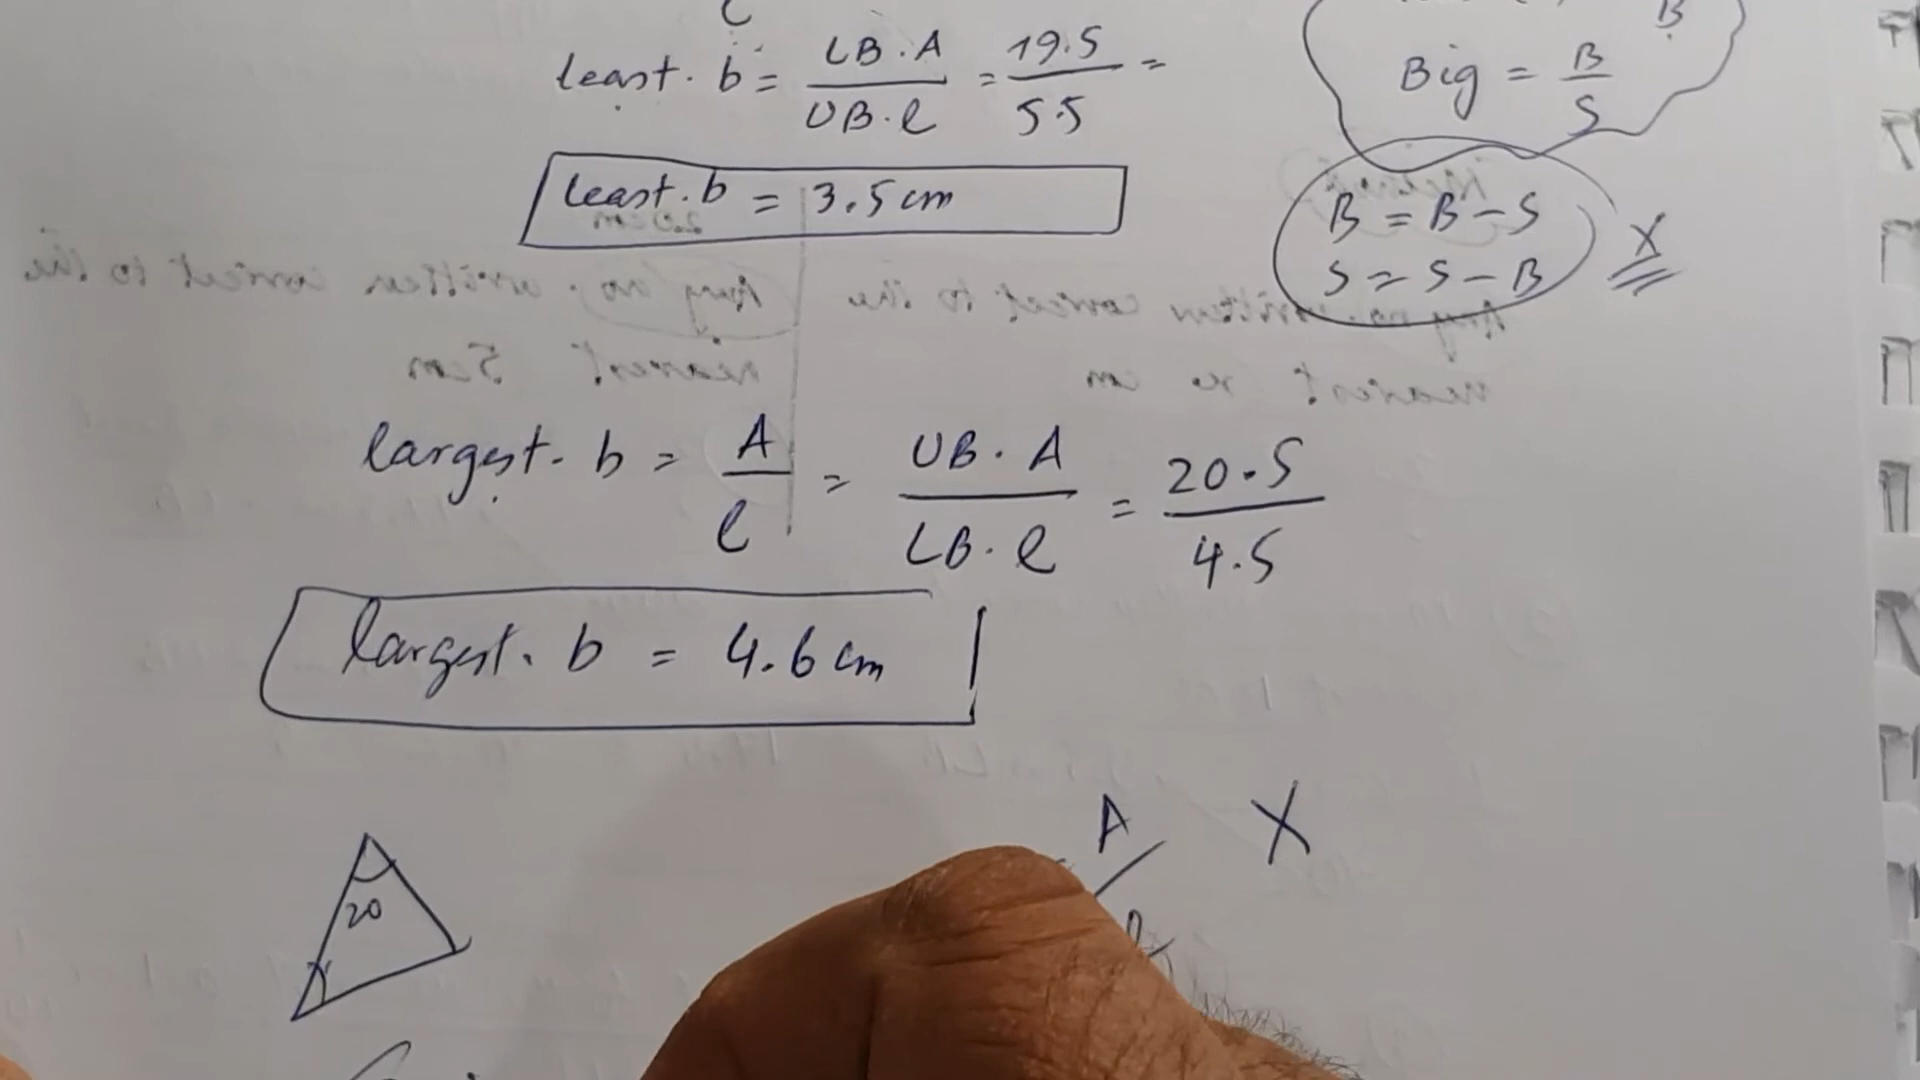 least. b = LB. A / UB. l = 19.5 / 5.5 =
Big = B / S
least. b = 3.5 cm
B = B - S
S = S - B
X
largest. b = A / l = UB. A / LB. l = 20.5 / 4.5
largest. b = 4.6 cm
A
X
20